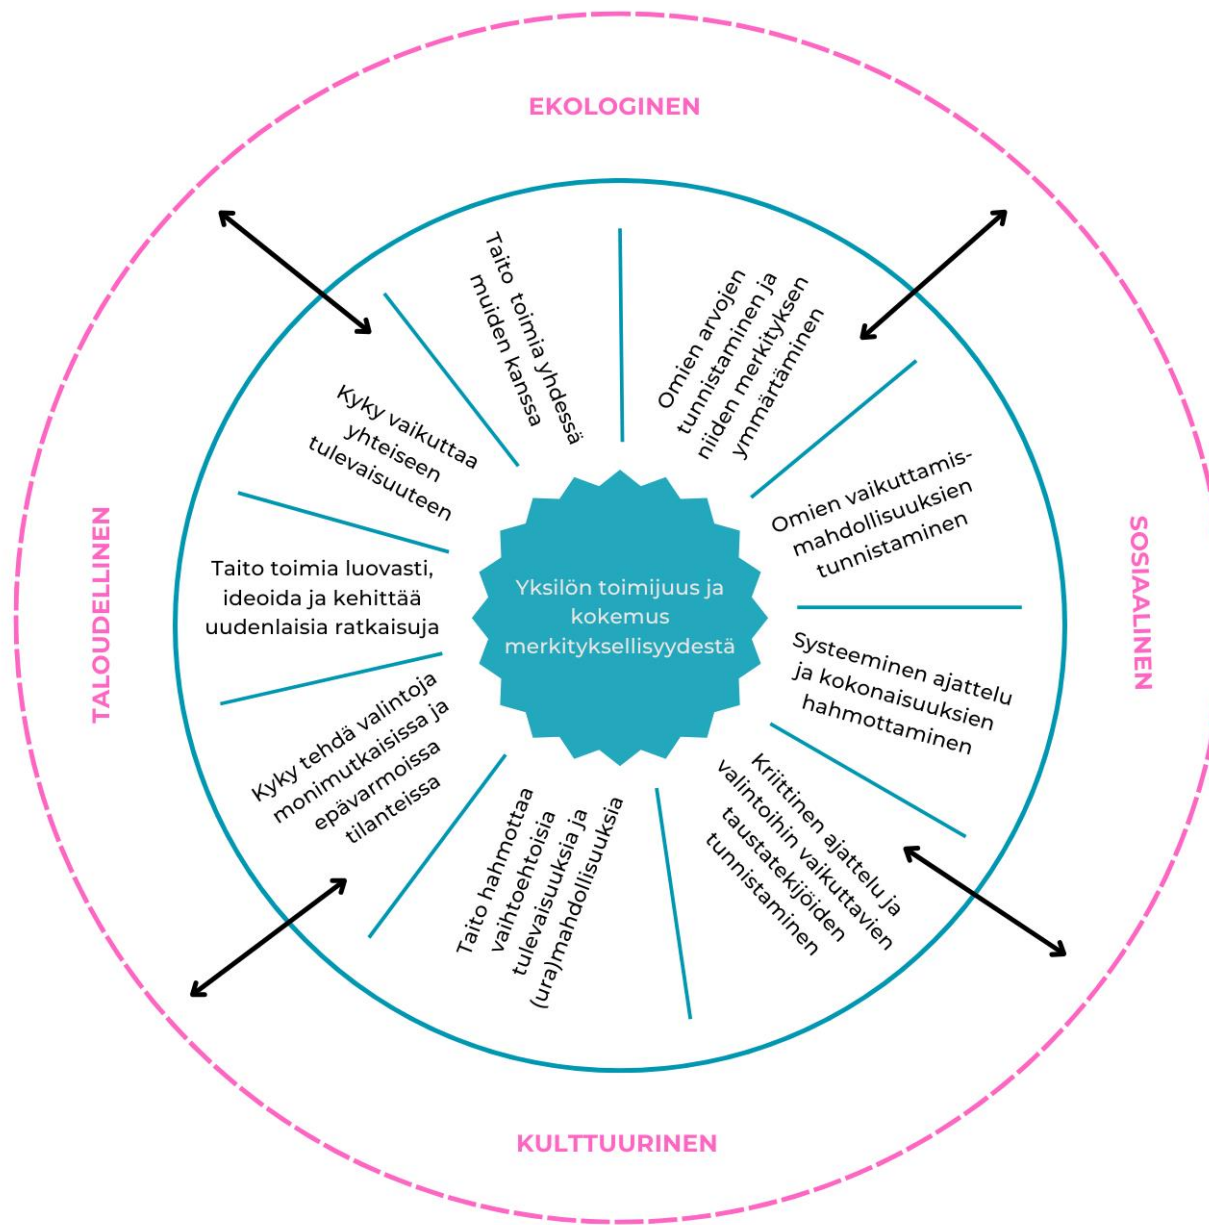 EKOLOGINEN
Omien arvojen
tunnistaminen ja
niiden merkityksen
ymmärtäminen
Omien vaikuttamis-
mahdollisuuksien
tunnistaminen
Systeeminen ajattelu
ja kokonaisuuksien
hahmottaminen
Kriittinen ajattelu ja
valintoihin vaikuttavien
taustatekijöiden
tunnistaminen
Taito hahmottaa
vaihtoehtoisia
tulevaisuuksia ja
(ura)mahdollisuuksia
Kyky tehdä valintoja
monimutkaisissa ja
epävarmoissa
tilanteissa
Taito toimia luovasti,
ideoida ja kehittää
uudenlaisia ratkaisuja
Kyky vaikuttaa
yhteiseen
tulevaisuuteen
Taito toimia yhdessä
muiden kanssa
Yksilön toimijuus ja
kokemus
merkityksellisyydestä
SOSIAALINEN
KULTTUURINEN
TALOUDELLINEN